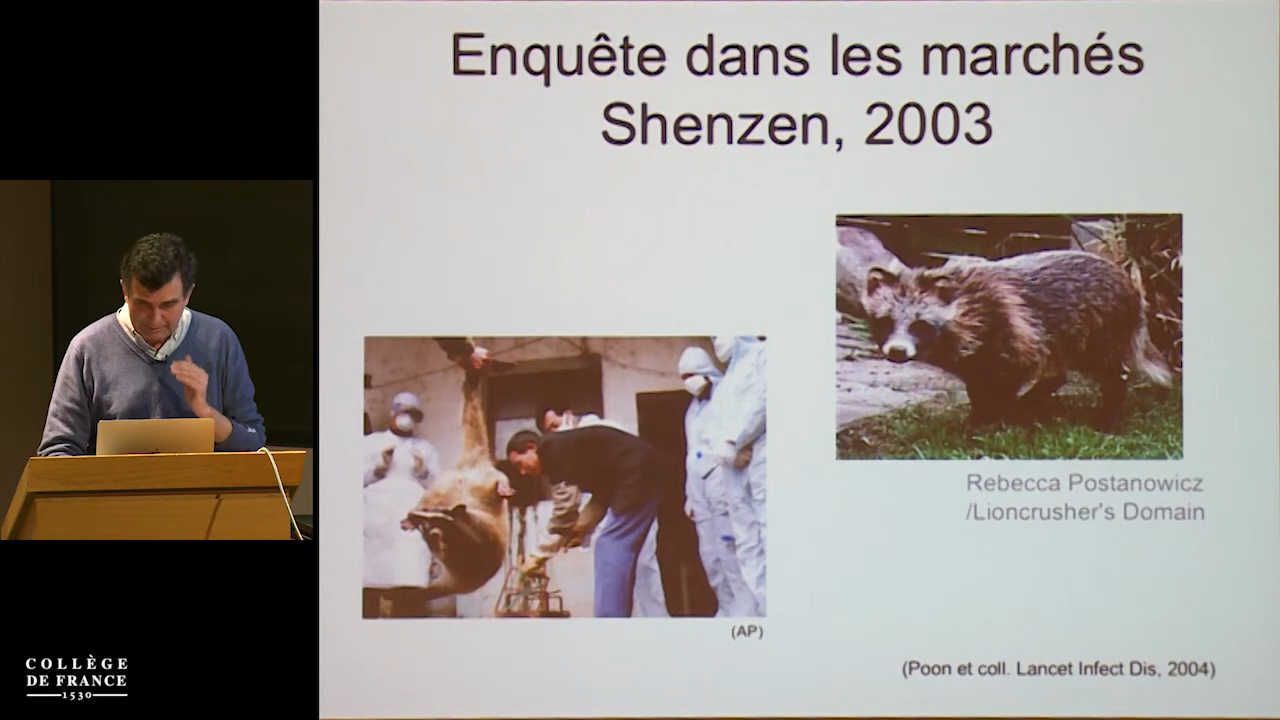 Enquête dans les marchés
Shenzen, 2003
Rebecca Postanowicz
/Lioncrusher's Domain
(AP)
(Poon et coll. Lancet Infect Dis, 2004)
COLLÈGE
DE FRANCE
1530